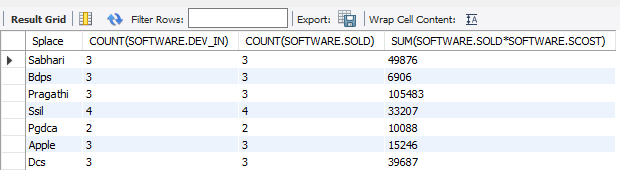 Result Grid Filter Rows: Export: Wrap Cell Content: IA
Splace COUNT(SOFTWARE.DEV_IN) COUNT(SOFTWARE.SOLD) SUM(SOFTWARE.SOLD*SOFTWARE.SCOST)
Sabhari 3 3 49876
Bdps 3 3 6906
Pragathi 3 3 105483
Ssil 4 4 33207
Pgdca 2 2 10088
Apple 3 3 15246
Dcs 3 3 39687